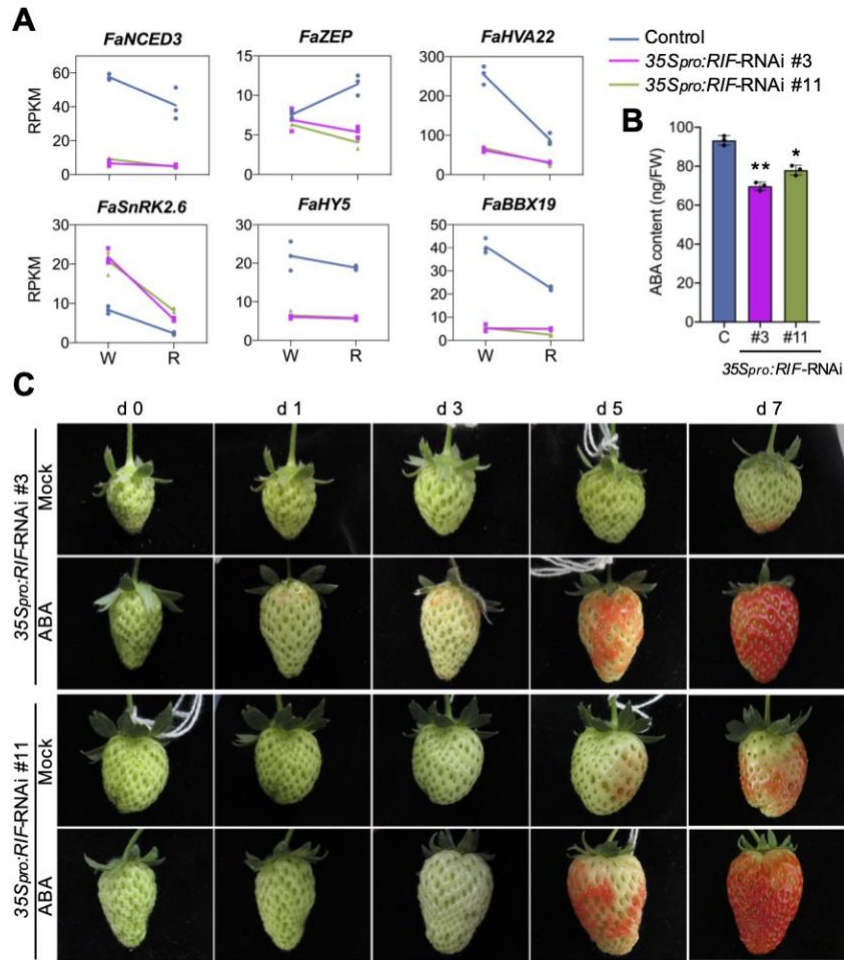 A
FaNCED3
FaZEP
FaHVA22
RPKM
60
40
20
0
15
10
5
0
300
200
100
0
Control
35Spro:RIF-RNAi #3
35Spro:RIF-RNAi #11
FaSnRK2.6
FaHY5
FaBBX19
RPKM
30
20
10
0
30
20
10
0
50
40
30
20
10
0
W
R
W
R
W
R
B
ABA content (ng/FW)
100
80
60
40
20
0
**
*
C
#3
#11
35Spro:RIF-RNAi
C
d 0
d 1
d 3
d 5
d 7
35Spro:RIF-RNAi #3
Mock
ABA
35Spro:RIF-RNAi #11
Mock
ABA